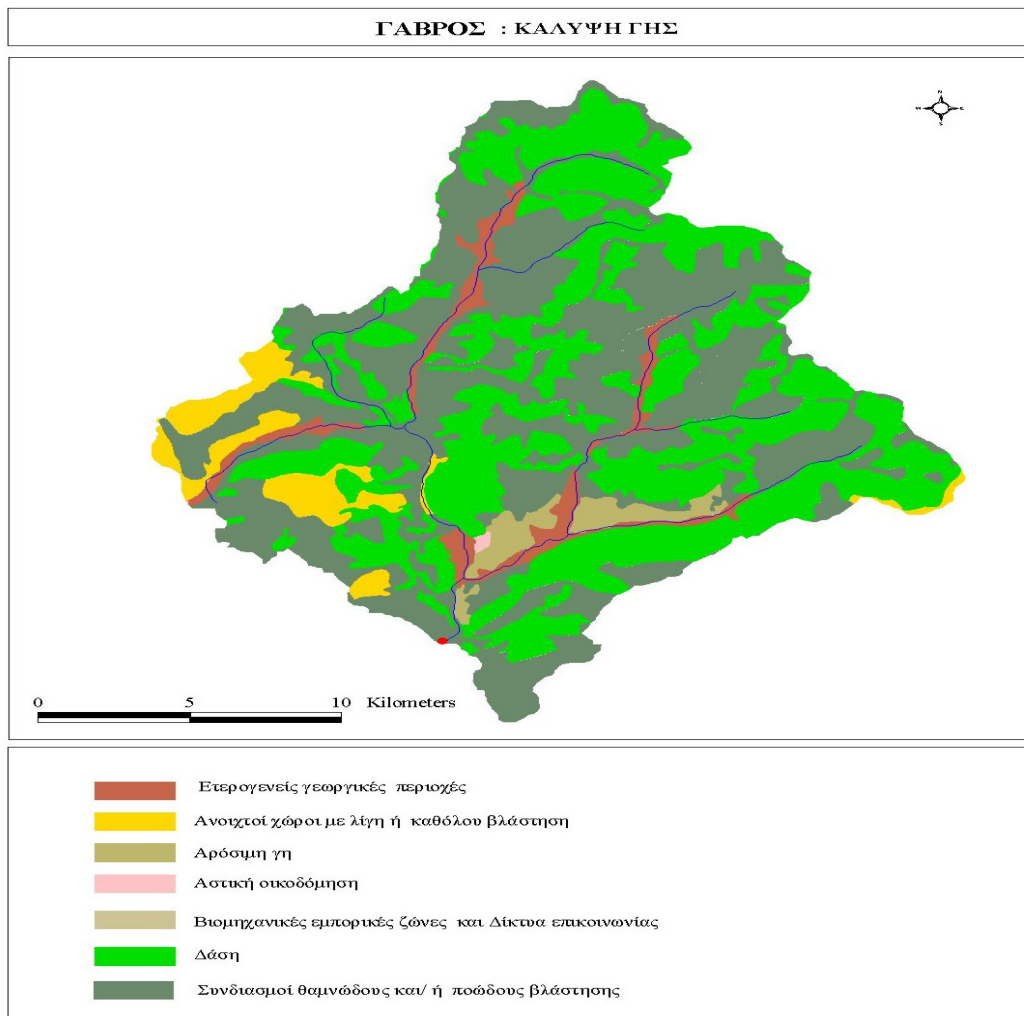 ΓΑΒΡΟΣ : ΚΑΛΥΨΗ ΓΗΣ
N
W E
S
0 5 10 Kilometers
Ετερογενείς γεωργικές περιοχές
Ανοιχτοί χώροι με λίγη ή καθόλου βλάστηση
Αρόσιμη γη
Αστική οικοδόμηση
Βιομηχανικές εμπορικές ζώνες και Δίκτυα επικοινωνίας
Δάση
Συνδιασμοί θαμνώδους και/ ή ποώδους βλάστησης